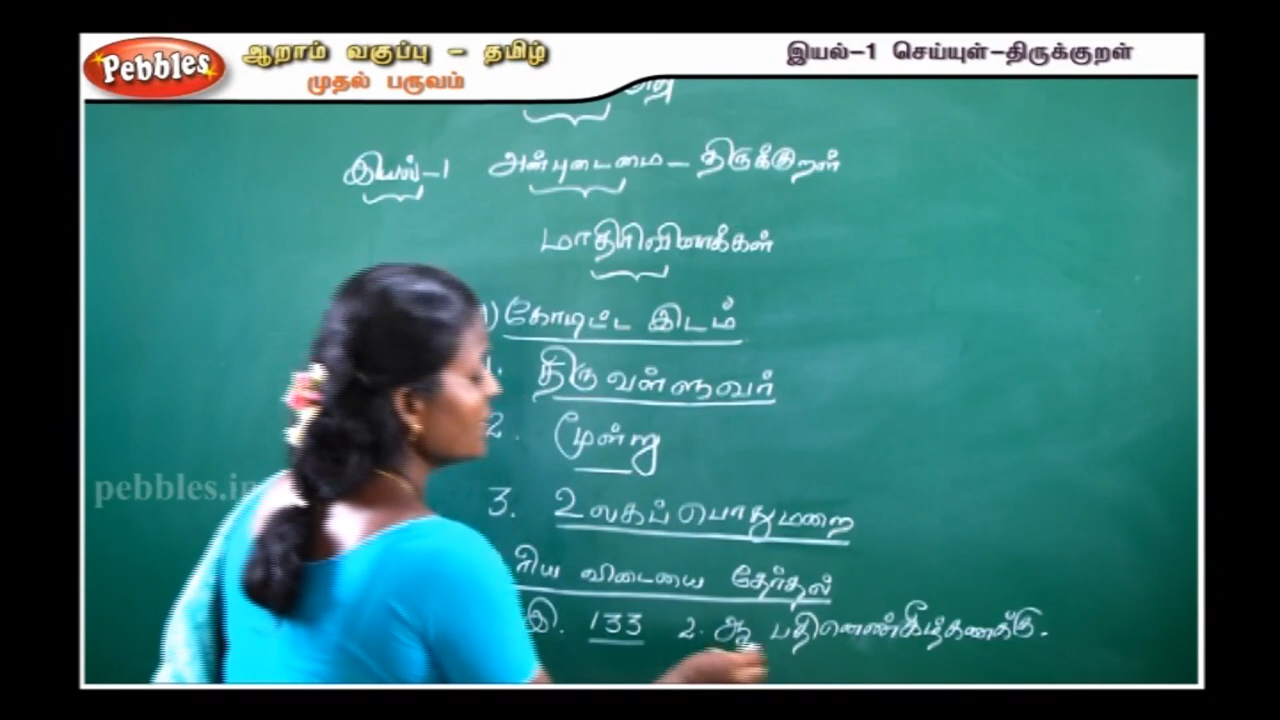 Pebbles
ஆறாம் வகுப்பு – தமிழ்
முதல் பருவம்
இயல்-1 செய்யுள்-திருக்குறள்
இயல்-1 அன்புடைமை – திருக்குறள்
மாதிரிவினாக்கள்
கோடிட்ட இடம்
1. திருவள்ளுவர்
2. மூன்று
3. உலகப் பொதுமறை
ரிய விடையை தேர்தல்
இ. 133 2. ஆ பதினெண்கீழ்கணக்கு.
pebbles.in